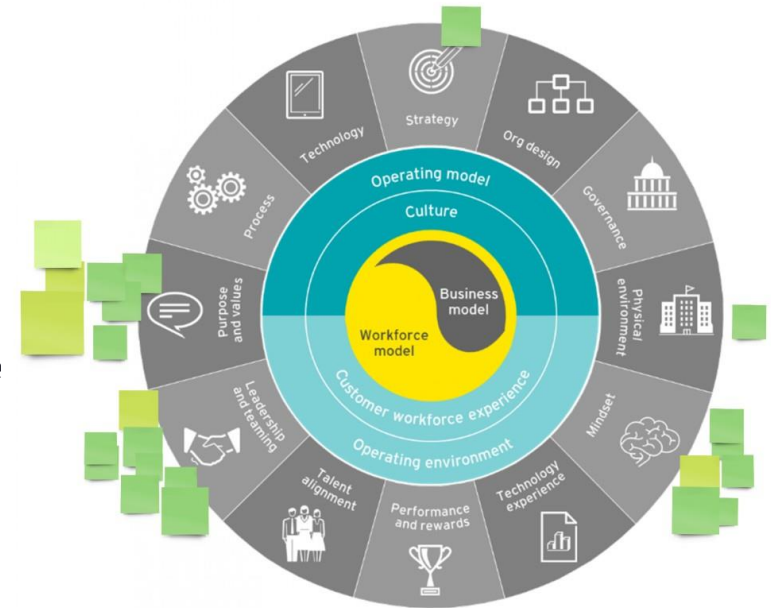 Strategy
Org design
Governance
Physical
environment
Mindset
Technology
experience
Performance
and rewards
Talent
alignment
Leadership
and teaming
Purpose
and values
Process
Technology
Operating model
Culture
Business
model
Workforce
model
Customer workforce experience
Operating environment